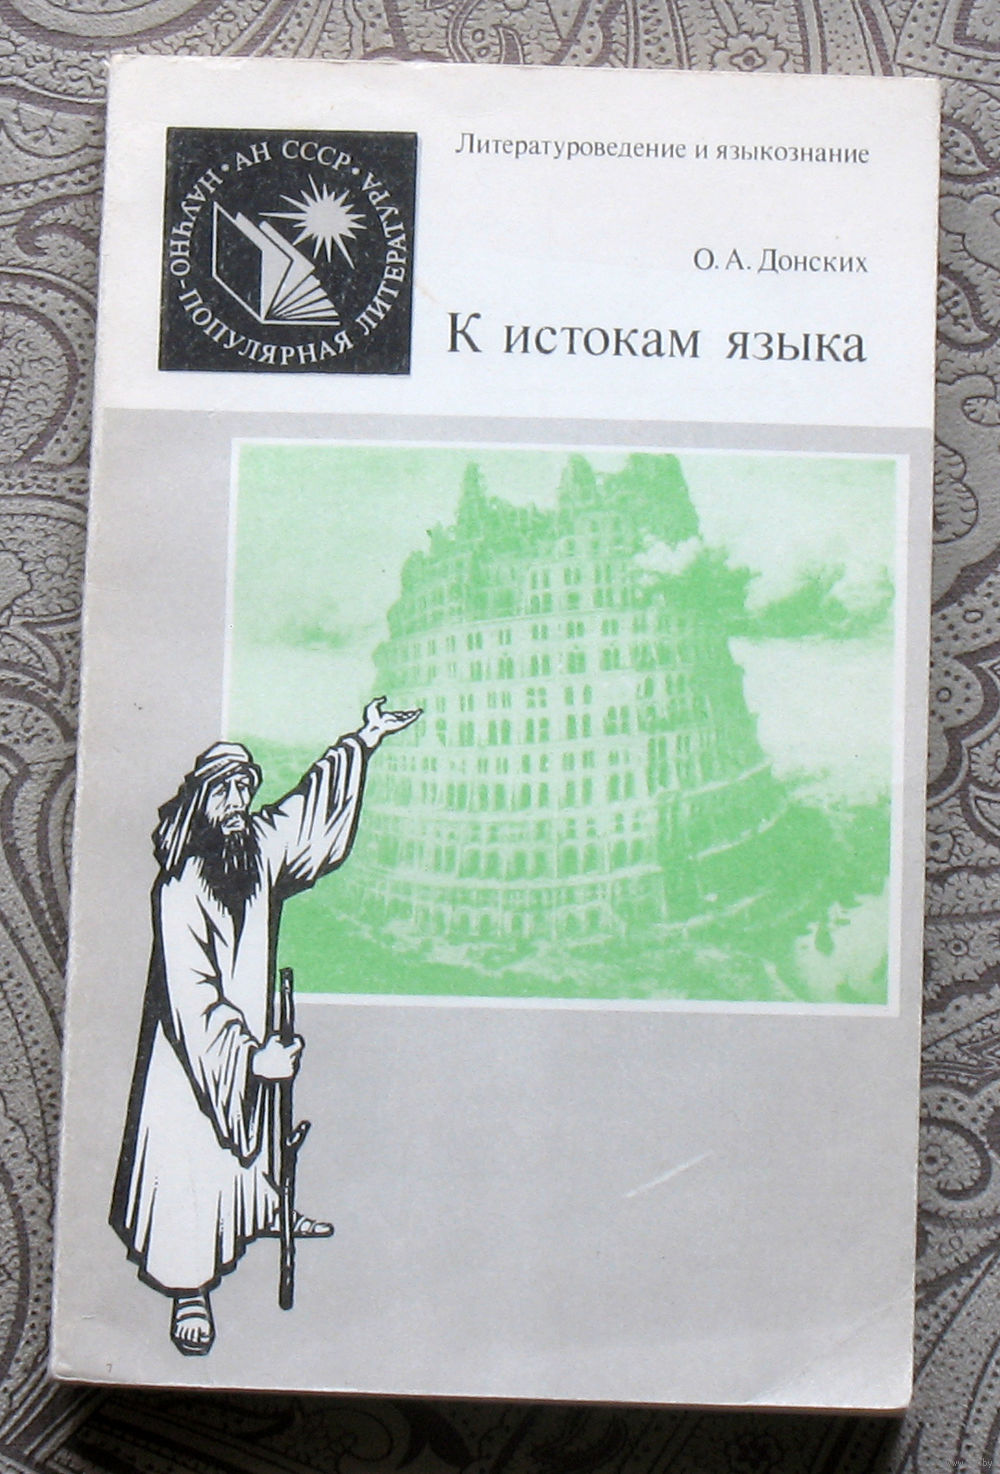 · АН СССР · НАУЧНО-ПОПУЛЯРНАЯ ЛИТЕРАТУРА
Литературоведение и языкознание
О. А. Донских
К истокам языка